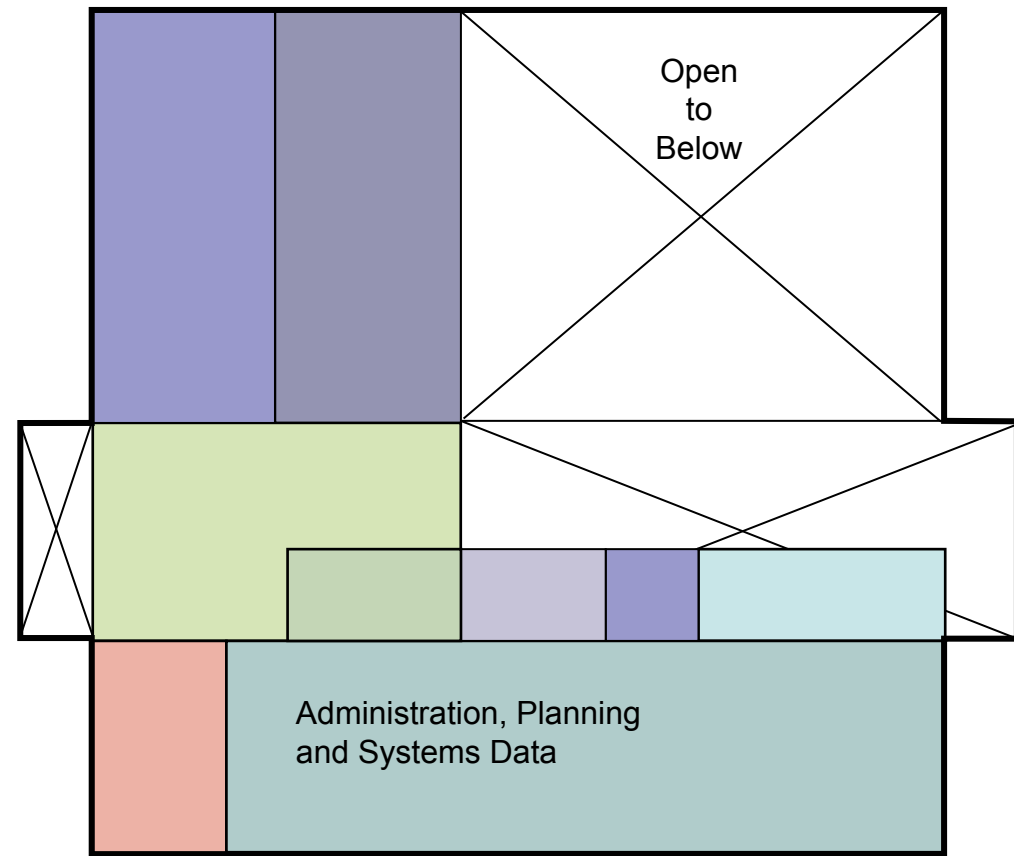 Open
to
Below
Administration, Planning
and Systems Data